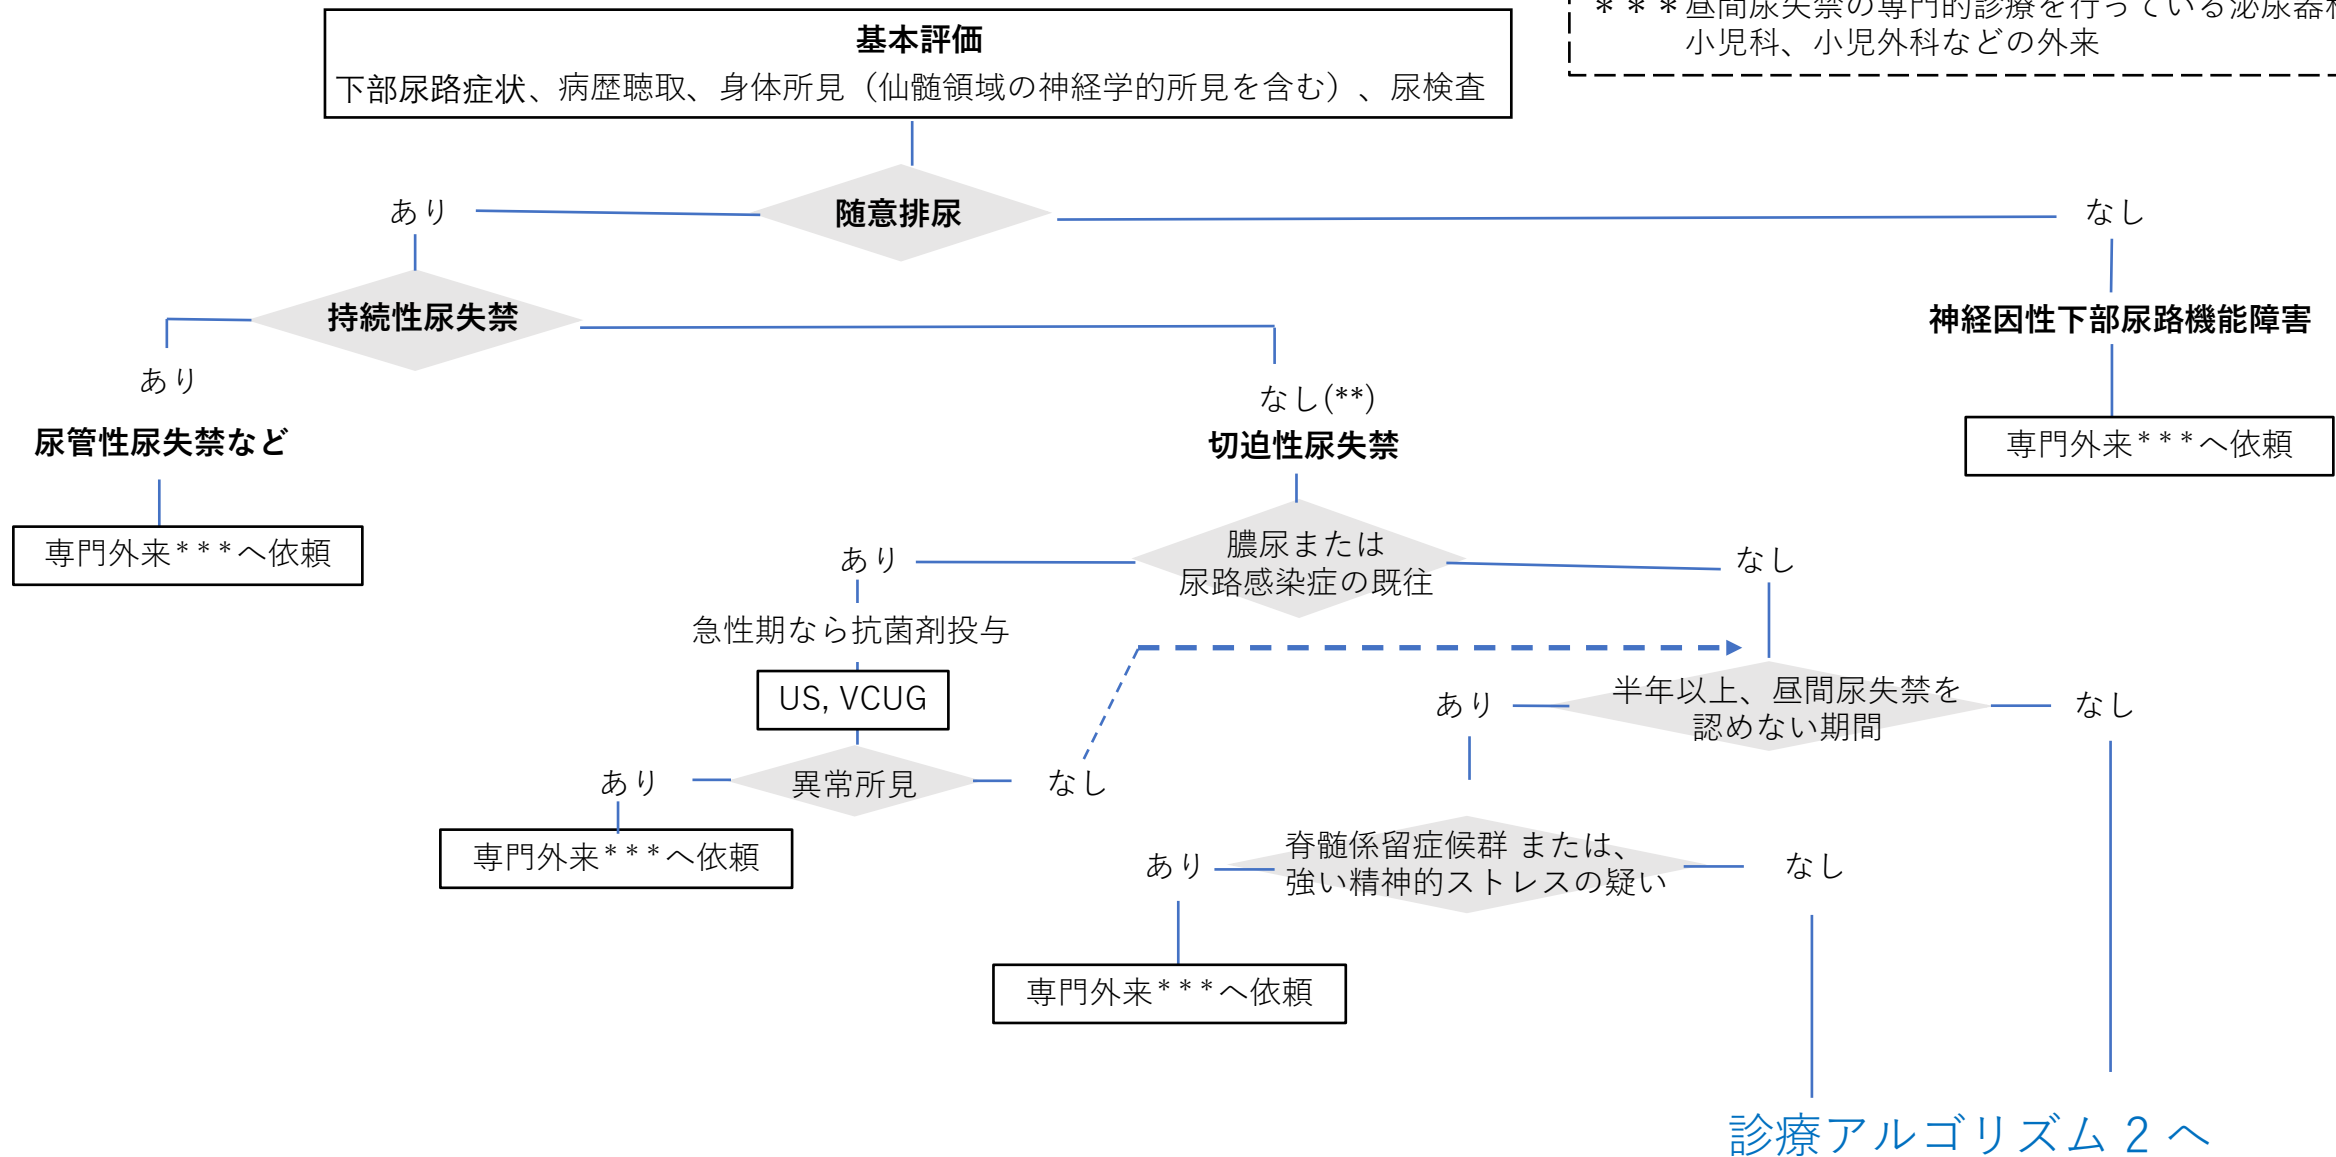 ***昼間尿失禁の専門的診療を行っている泌尿器科
小児科、小児外科などの外来
基本評価
下部尿路症状、病歴聴取、身体所見（仙髄領域の神経学的所見を含む）、尿検査
随意排尿
あり
なし
持続性尿失禁
神経因性下部尿路機能障害
あり
なし(**)
尿管性尿失禁など
切迫性尿失禁
専門外来***へ依頼
専門外来***へ依頼
膿尿または
尿路感染症の既往
あり
なし
急性期なら抗菌剤投与
US, VCUG
半年以上、昼間尿失禁を
認めない期間
あり
なし
異常所見
あり
なし
専門外来***へ依頼
脊髄係留症候群 または、
強い精神的ストレスの疑い
あり
なし
専門外来***へ依頼
診療アルゴリズム 2 へ